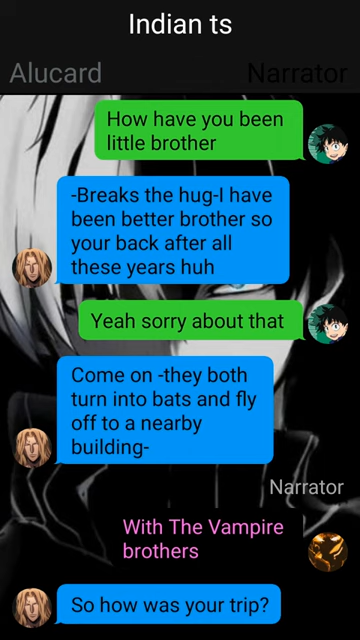 Indian ts
Alucard
Narrator
How have you been
little brother
-Breaks the hug-I have
been better brother so
your back after all
these years huh
Yeah sorry about that
Come on -they both
turn into bats and fly
off to a nearby
building-
Narrator
With The Vampire
brothers
So how was your trip?